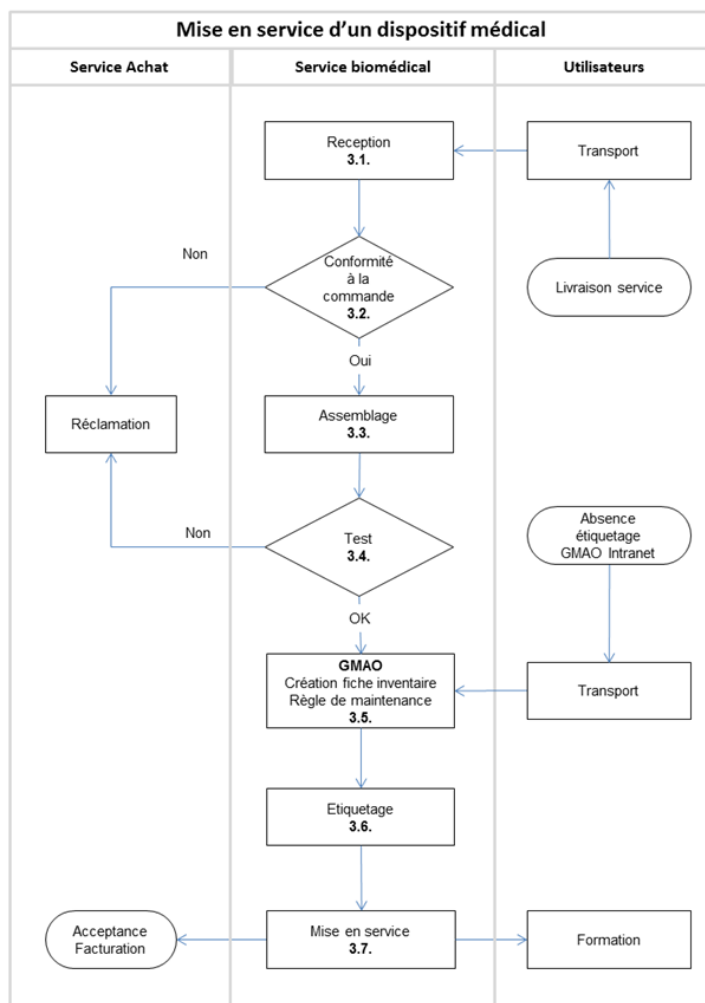 Mise en service d'un dispositif médical
Service Achat
Service biomédical
Utilisateurs
Reception
3.1.
Transport
Non
Conformité
à la
commande
3.2.
Livraison service
Oui
Réclamation
Assemblage
3.3.
Non
Test
3.4.
Absence
étiquetage
GMAO Intranet
OK
GMAO
Création fiche inventaire
Règle de maintenance
3.5.
Transport
Etiquetage
3.6.
Acceptance
Facturation
Mise en service
3.7.
Formation